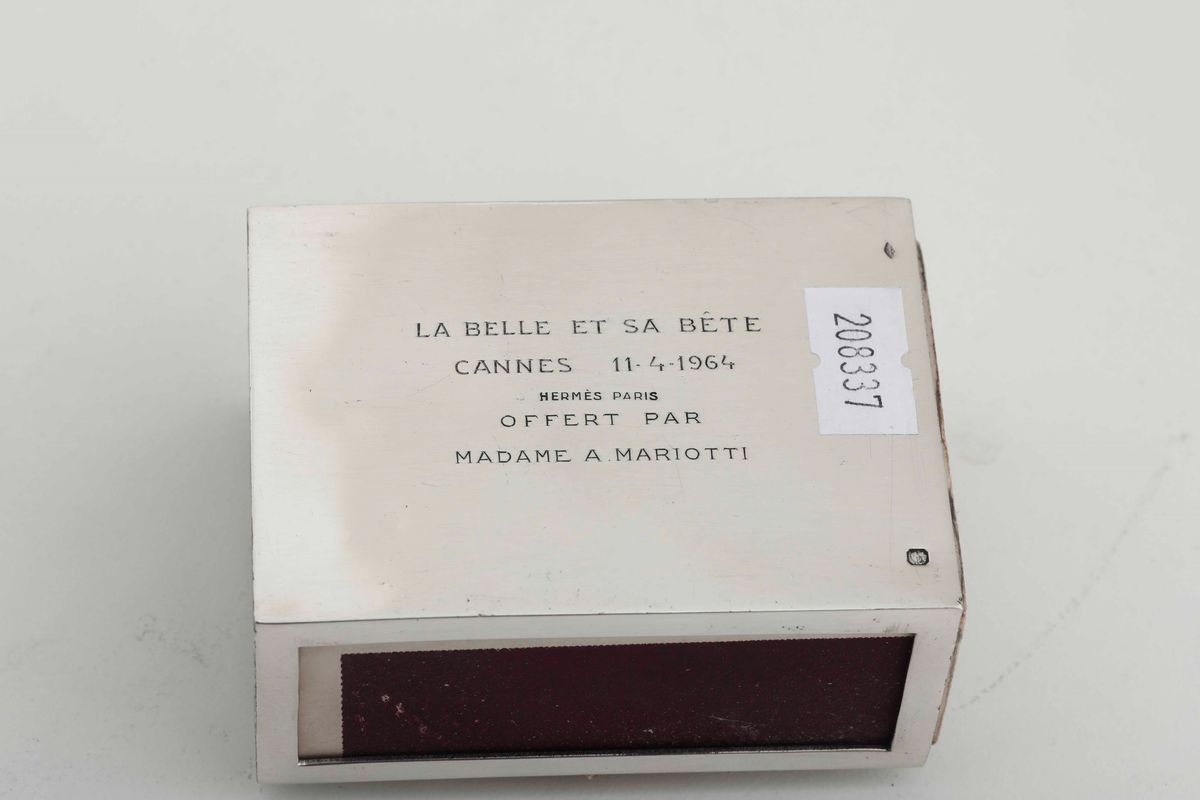 LA BELLE ET SA BÊTE
CANNES 11-4-1964
HERMÈS PARIS
OFFERT PAR
MADAME A. MARIOTTI
208337